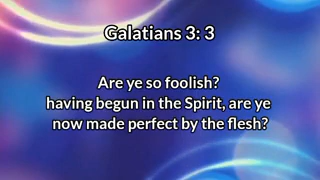 Galatians 3: 3
Are ye so foolish?
having begun in the Spirit, are ye
now made perfect by the flesh?